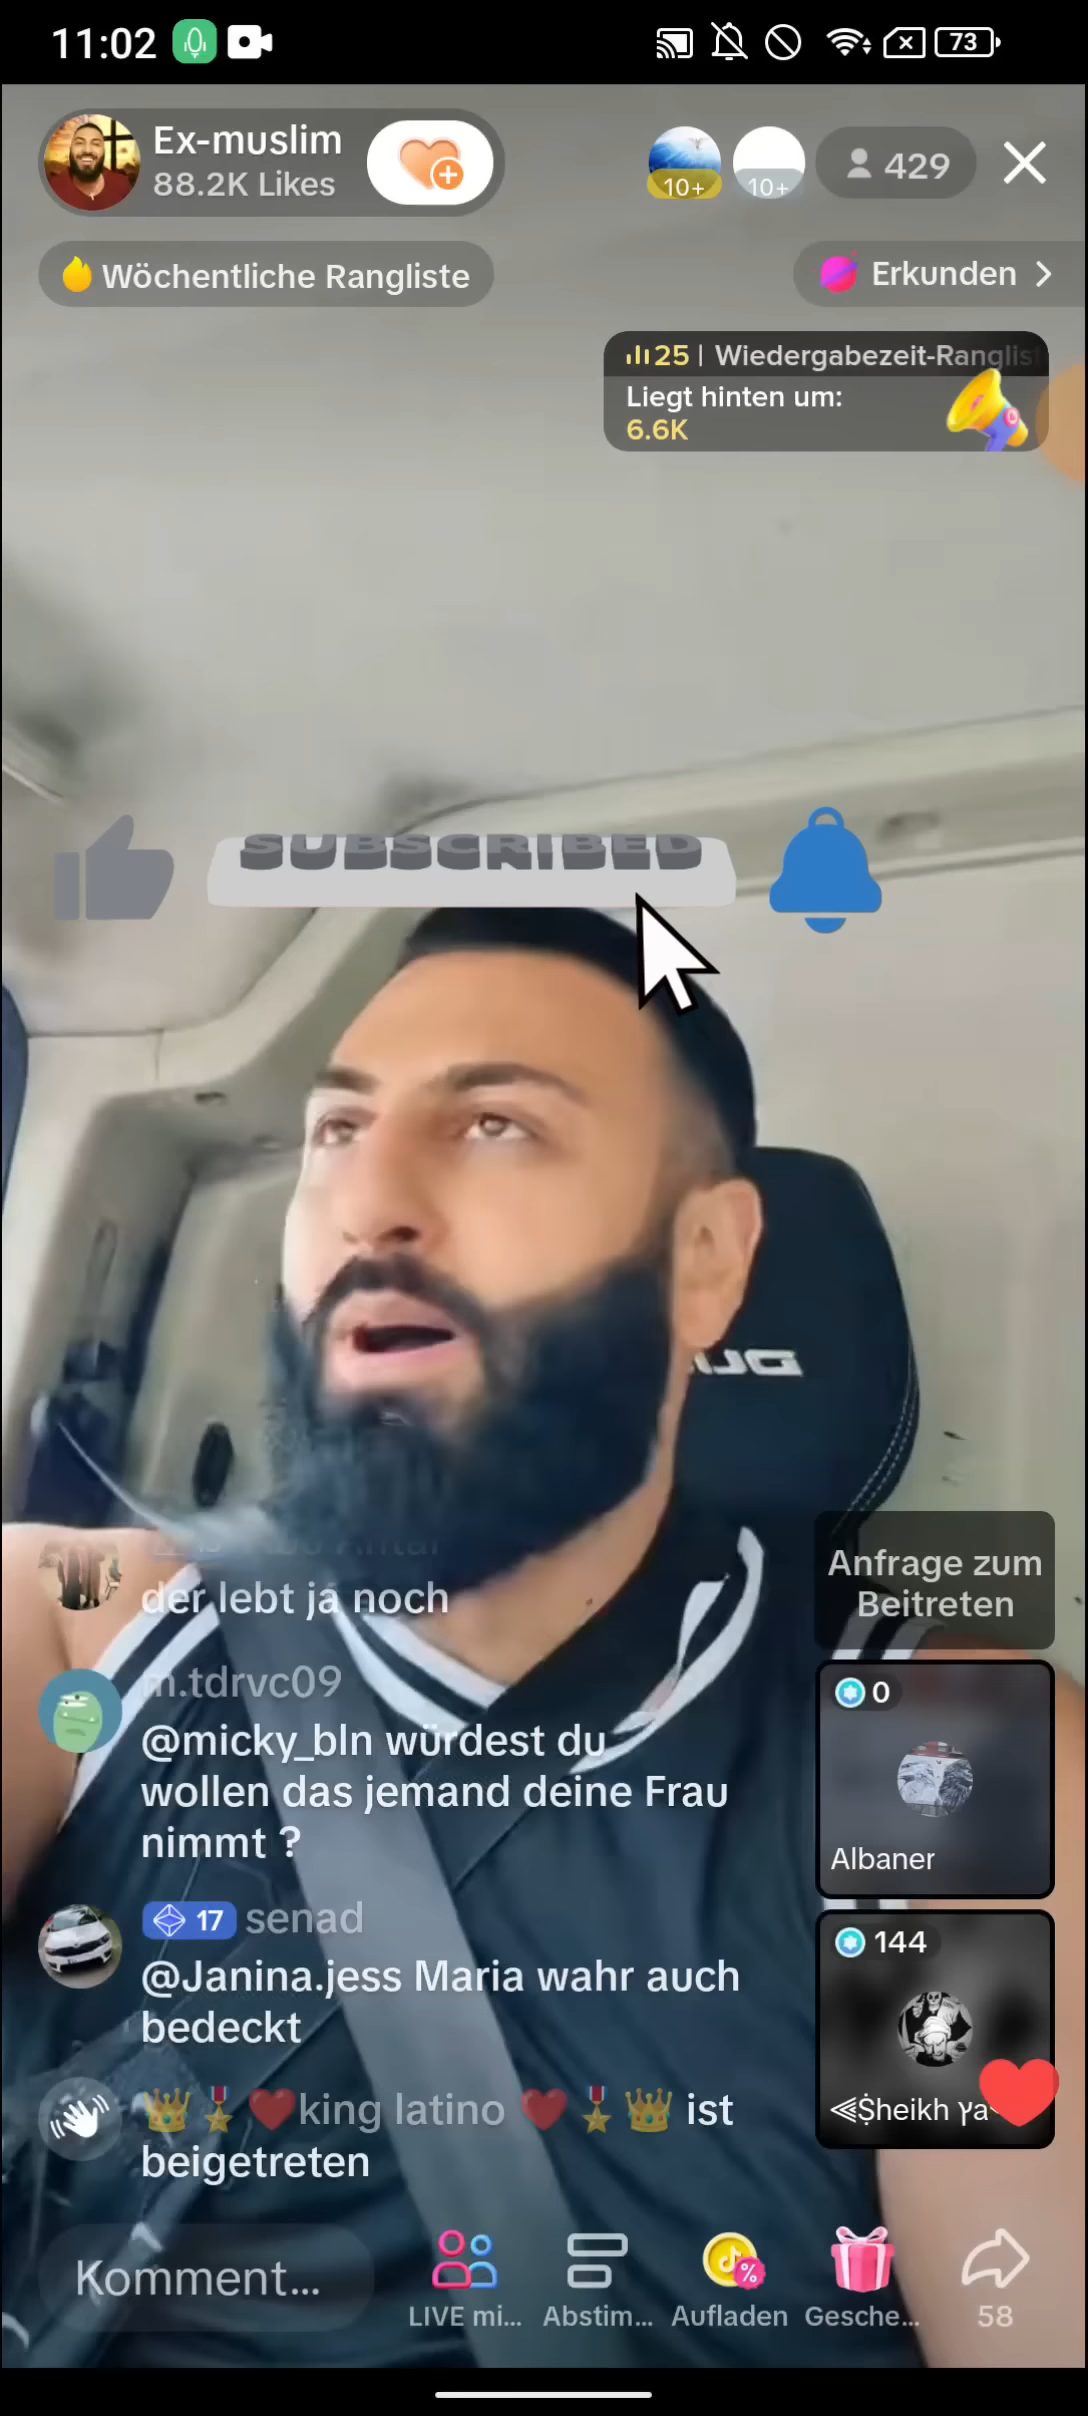 11:02
73
Ex-muslim
88.2K Likes
10+
10+
429
Wöchentliche Rangliste
Erkunden
25 | Wiedergabezeit-Ranglis
Liegt hinten um:
6.6K
SUBSCRIBED
der lebt ja noch
Anfrage zum
Beitreten
m.tdrvc09
@micky_bln würdest du
wollen das jemand deine Frau
nimmt ?
0
Albaner
17 senad
@Janina.jess Maria wahr auch
bedeckt
144
👑🎖️❤️king latino ❤️🎖️👑 ist
beigetreten
Komment...
LIVE mi...
Abstim...
Aufladen
Gesche...
58